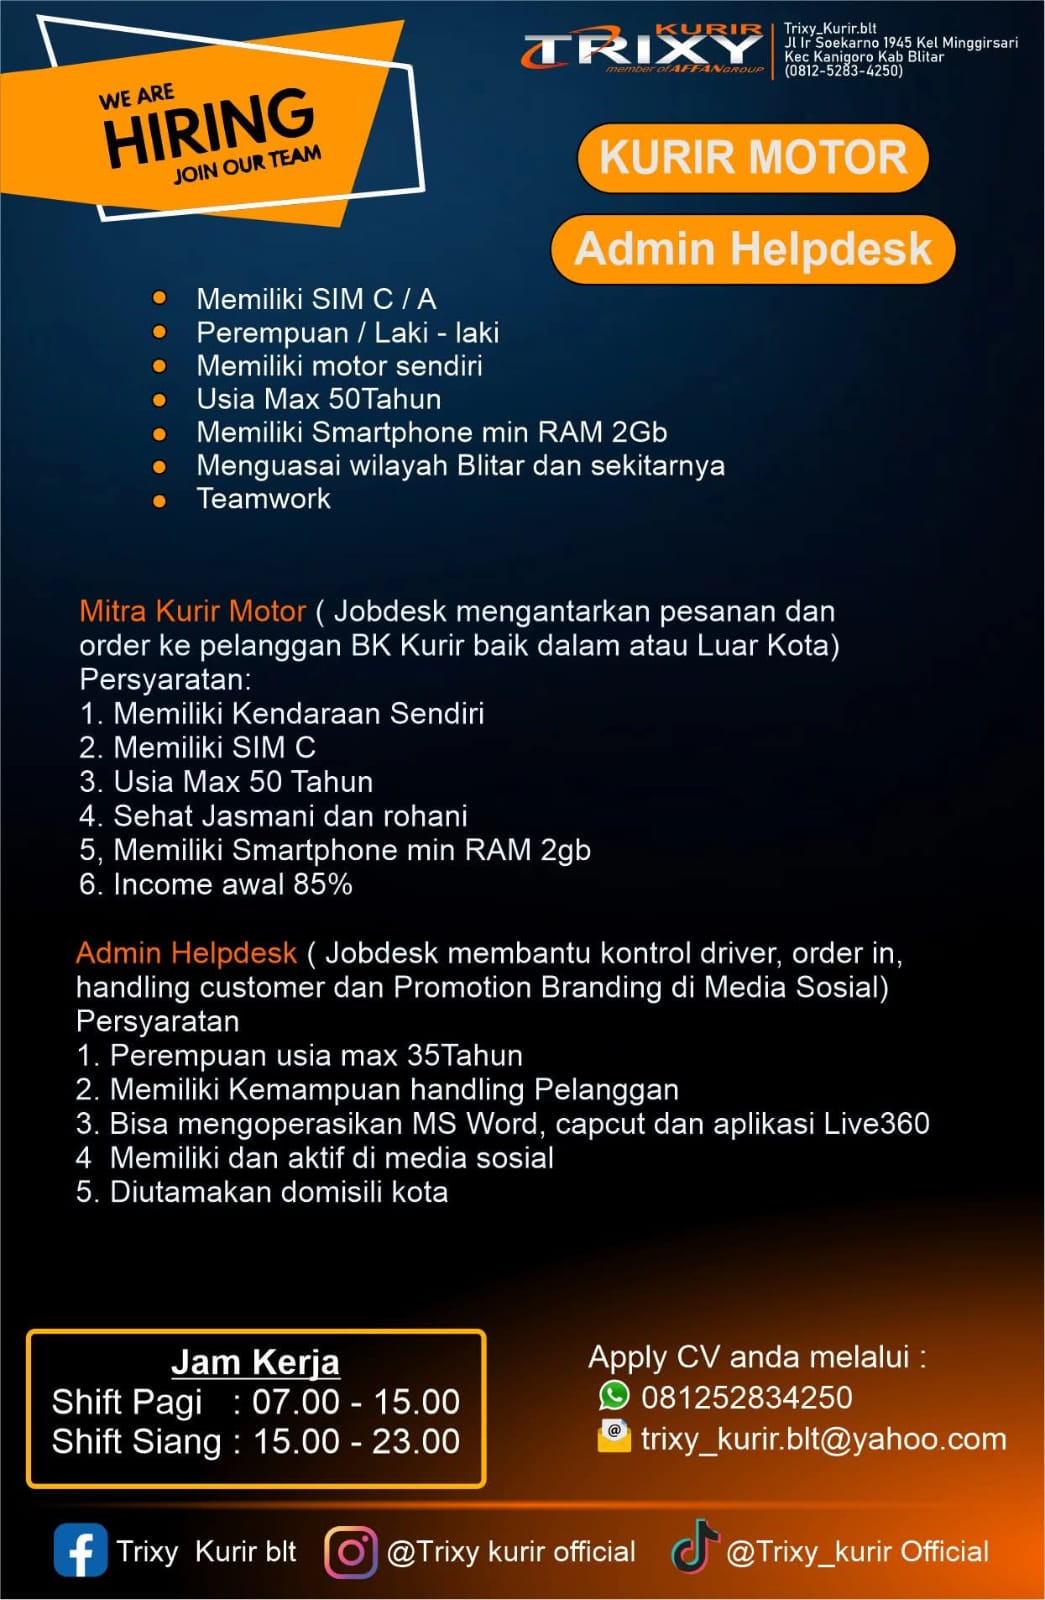 WE ARE
HIRING
JOIN OUR TEAM
KURIR
TRIXY
member of AFFANGROUP
Trixy_Kurir.blt
Jl Ir Soekarno 1945 Kel Minggirsari
Kec Kanigoro Kab Blitar
(0812-5283-4250)
KURIR MOTOR
Admin Helpdesk
Memiliki SIM C / A
Perempuan / Laki - laki
Memiliki motor sendiri
Usia Max 50Tahun
Memiliki Smartphone min RAM 2Gb
Menguasai wilayah Blitar dan sekitarnya
Teamwork
Mitra Kurir Motor ( Jobdesk mengantarkan pesanan dan
order ke pelanggan BK Kurir baik dalam atau Luar Kota)
Persyaratan:
1. Memiliki Kendaraan Sendiri
2. Memiliki SIM C
3. Usia Max 50 Tahun
4. Sehat Jasmani dan rohani
5, Memiliki Smartphone min RAM 2gb
6. Income awal 85%
Admin Helpdesk ( Jobdesk membantu kontrol driver, order in,
handling customer dan Promotion Branding di Media Sosial)
Persyaratan
1. Perempuan usia max 35Tahun
2. Memiliki Kemampuan handling Pelanggan
3. Bisa mengoperasikan MS Word, capcut dan aplikasi Live360
4  Memiliki dan aktif di media sosial
5. Diutamakan domisili kota
Jam Kerja
Shift Pagi : 07.00 - 15.00
Shift Siang : 15.00 - 23.00
Apply CV anda melalui :
081252834250
trixy_kurir.blt@yahoo.com
Trixy Kurir blt
@Trixy kurir official
@Trixy_kurir Official